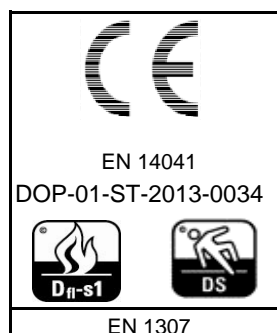 CE
EN 14041
DOP-01-ST-2013-0034
©
Dfl-s1
©
DS
EN 1307